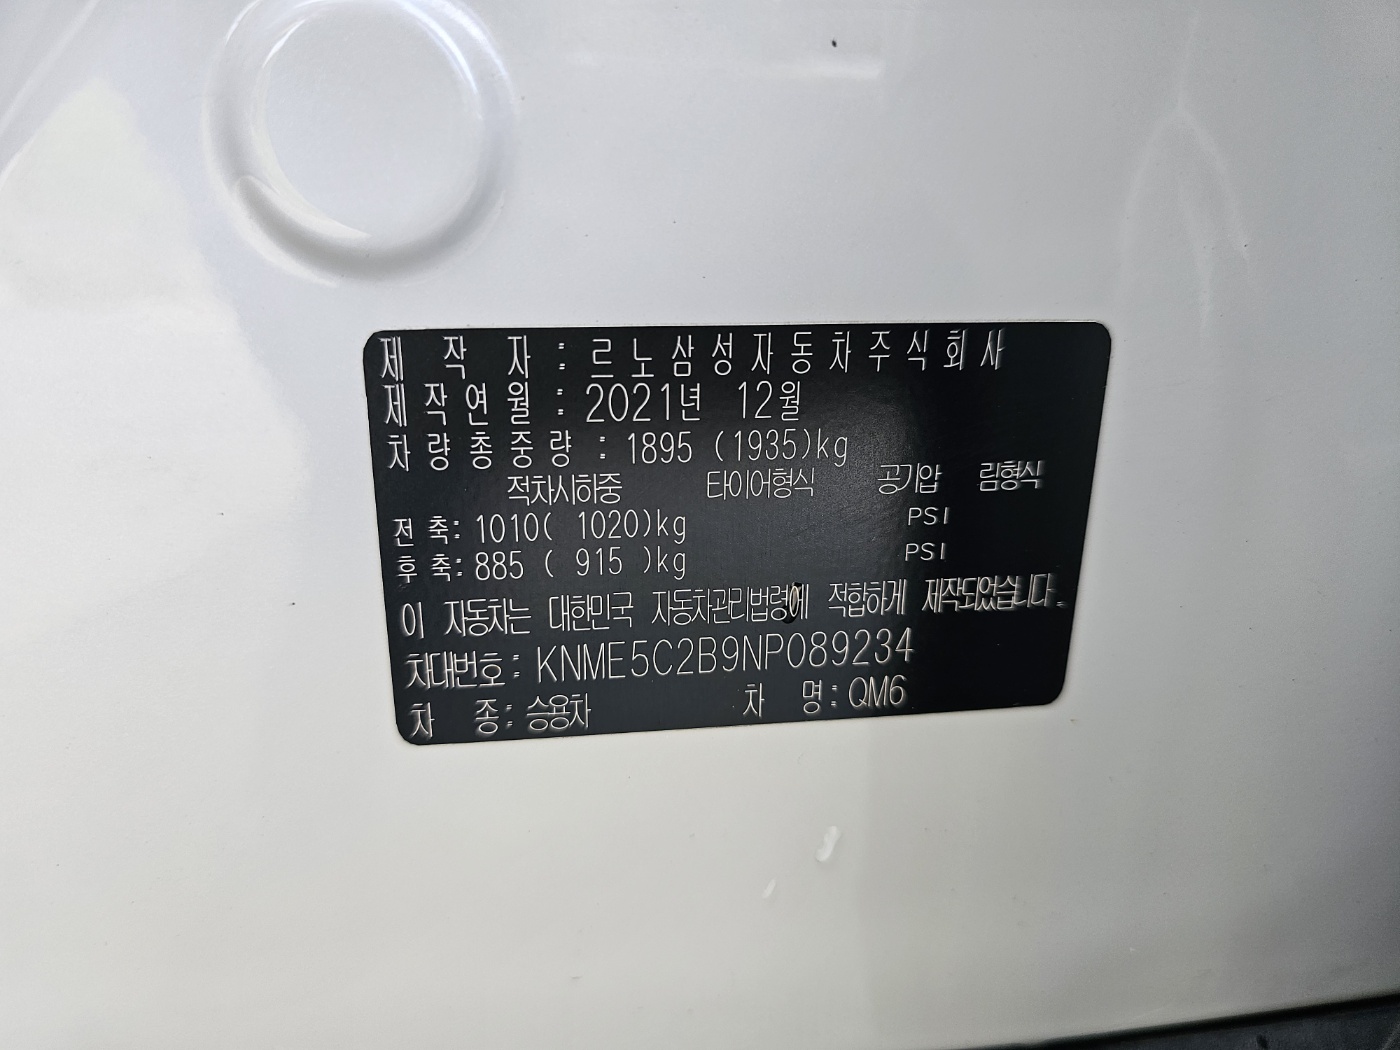 제 작 자 : 르노삼성자동차주식회사
제작연월 : 2021년 12월
차량총중량 : 1895 (1935)kg
적차시하중 타이어형식 공기압 림형식
전 축: 1010( 1020)kg PSI
후 축: 885 ( 915 )kg PSI
이 자동차는 대한민국 자동차관리법령에 적합하게 제작되었습니다.
차대번호: KNME5C2B9NP089234
차 종: 승용차 차 명: QM6